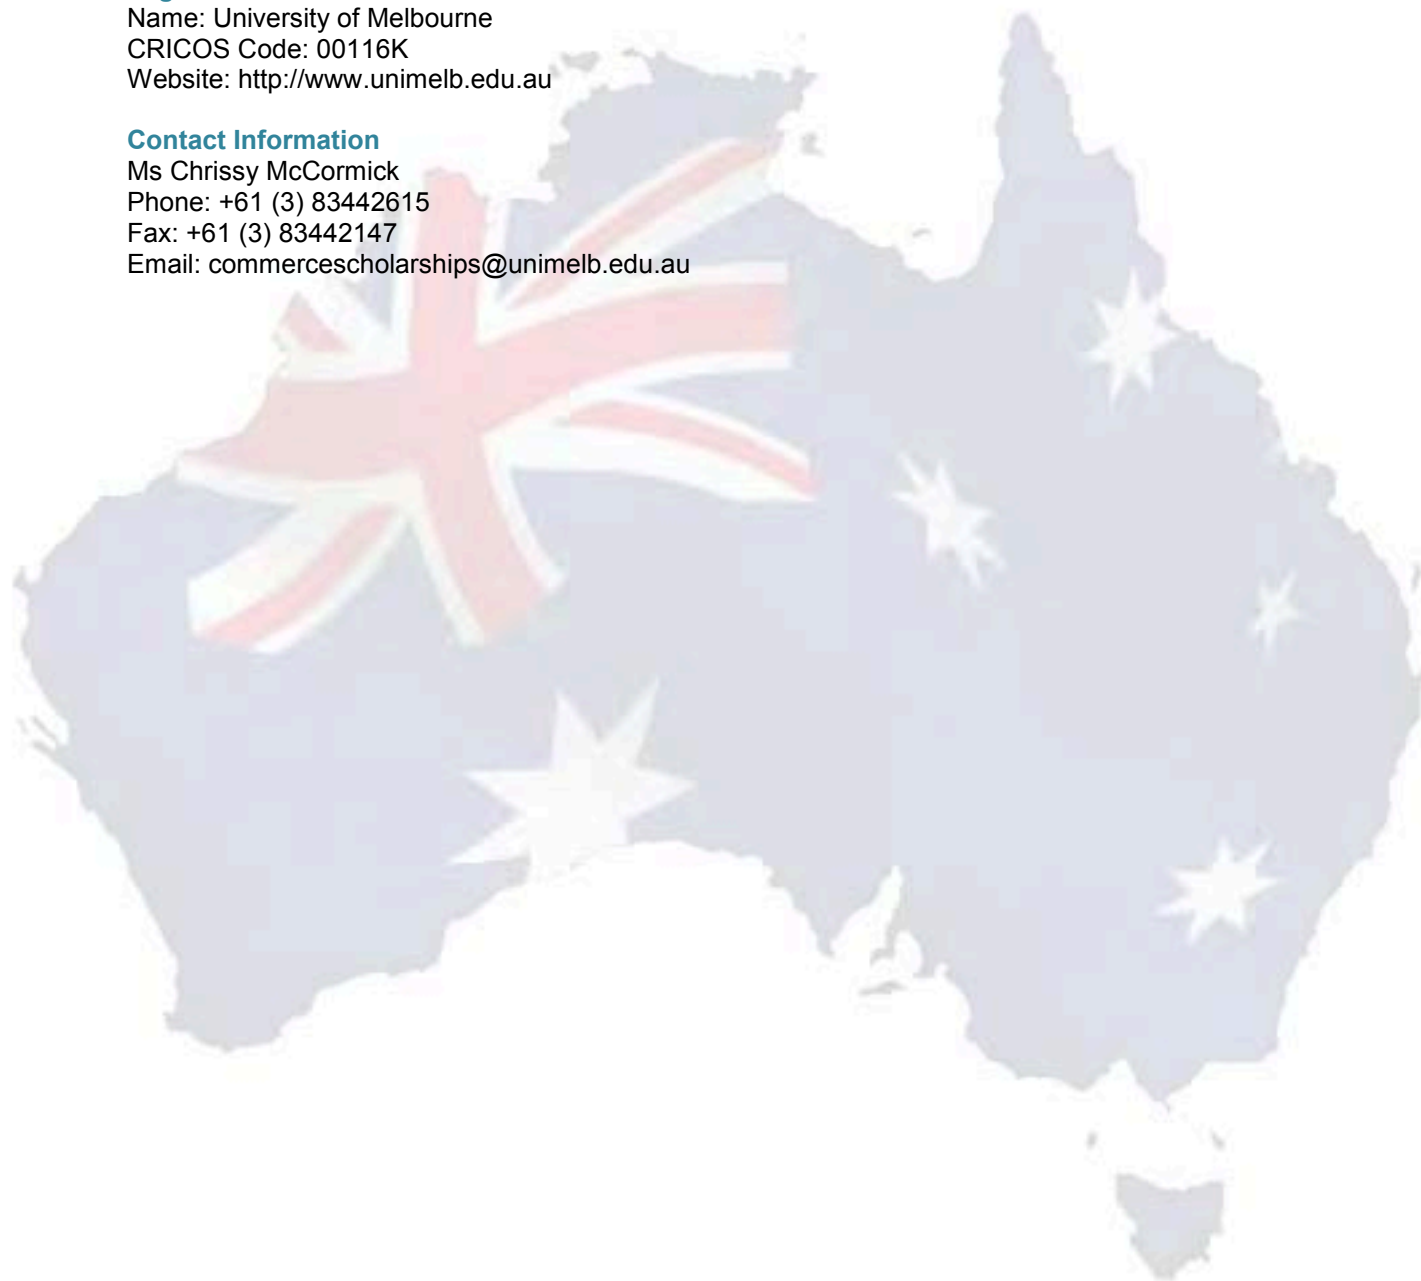 Name: University of Melbourne
CRICOS Code: 00116K
Website: http://www.unimelb.edu.au
Contact Information
Ms Chrissy McCormick
Phone: +61 (3) 83442615
Fax: +61 (3) 83442147
Email: commercescholarships@unimelb.edu.au